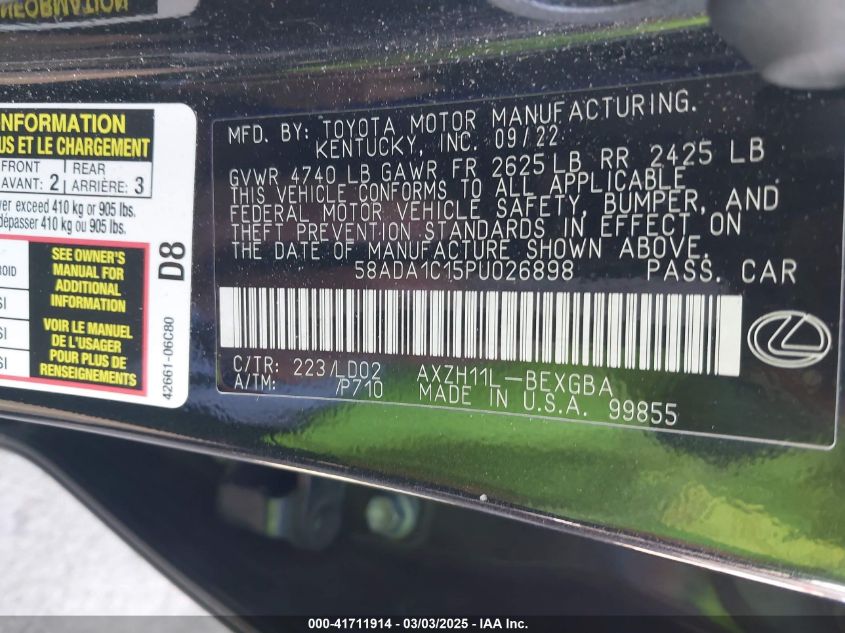 INFORMATION
INFORMATION
US ET LE CHARGEMENT
FRONT
AVANT: 2
REAR
ARRIÈRE: 3
ver exceed 410 kg or 905 lbs.
dépasser 410 kg ou 905 lbs.
SEE OWNER'S
MANUAL FOR
ADDITIONAL
INFORMATION
VOIR LE MANUEL
DE L'USAGER
POUR PLUS DE
RENSEIGNEMENTS
D8
42661-06C80
MFD. BY: TOYOTA MOTOR MANUFACTURING.
KENTUCKY, INC. 09/22
GVWR 4740 LB GAWR FR 2625 LB RR 2425 LB
THIS VEHICLE CONFORMS TO ALL APPLICABLE
FEDERAL MOTOR VEHICLE SAFETY, BUMPER, AND
THEFT PREVENTION STANDARDS IN EFFECT ON
THE DATE OF MANUFACTURE SHOWN ABOVE.
58ADA1C15PU026898 PASS. CAR
C/TR: 223/LD02 AXZH11L-BEXGBA
A/TM: /P710 MADE IN U.S.A. 99855
000-41711914 / 03/03/2025 - IAA Inc.